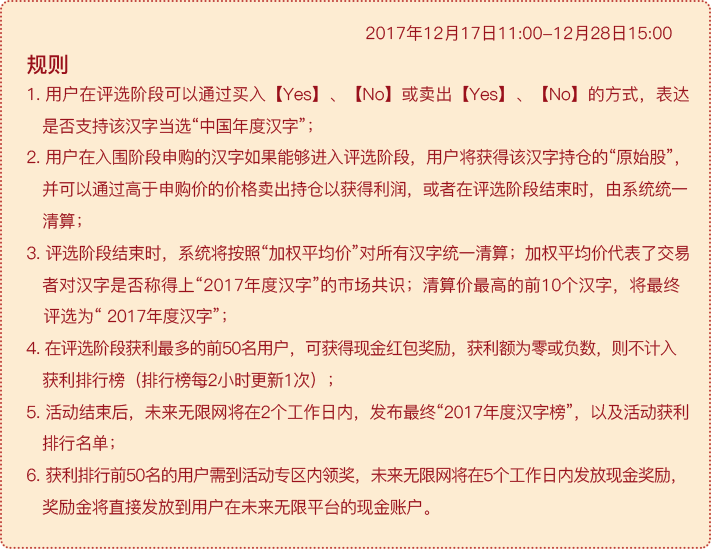 2017年12月17日11:00-12月28日15:00
规则
1. 用户在评选阶段可以通过买入【Yes】、【No】或卖出【Yes】、【No】的方式，表达
是否支持该汉字当选“中国年度汉字”；
2. 用户在入围阶段申购的汉字如果能够进入评选阶段，用户将获得该汉字持仓的“原始股”，
并可以通过高于申购价的价格卖出持仓以获得利润，或者在评选阶段结束时，由系统统一
清算；
3. 评选阶段结束时，系统将按照“加权平均价”对所有汉字统一清算；加权平均价代表了交易
者对汉字是否称得上“2017年度汉字”的市场共识；清算价最高的前10个汉字，将最终
评选为“ 2017年度汉字”；
4. 在评选阶段获利最多的前50名用户，可获得现金红包奖励，获利额为零或负数，则不计入
获利排行榜（排行榜每2小时更新1次）；
5. 活动结束后，未来无限网将在2个工作日内，发布最终“2017年度汉字榜”，以及活动获利
排行名单；
6. 获利排行前50名的用户需到活动专区内领奖，未来无限网将在5个工作日内发放现金奖励，
奖励金将直接发放到用户在未来无限平台的现金账户。